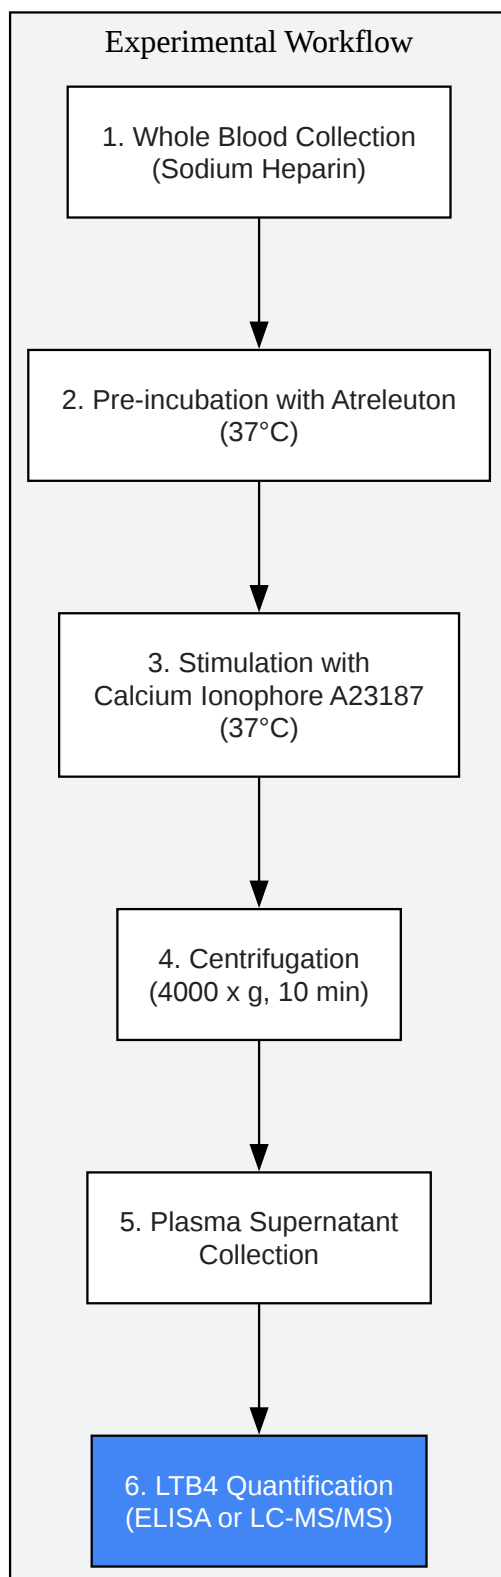 Experimental Workflow
1. Whole Blood Collection
(Sodium Heparin)
2. Pre-incubation with Atreleuton
(37°C)
3. Stimulation with
Calcium Ionophore A23187
(37°C)
4. Centrifugation
(4000 x g, 10 min)
5. Plasma Supernatant
Collection
6. LTB4 Quantification
(ELISA or LC-MS/MS)